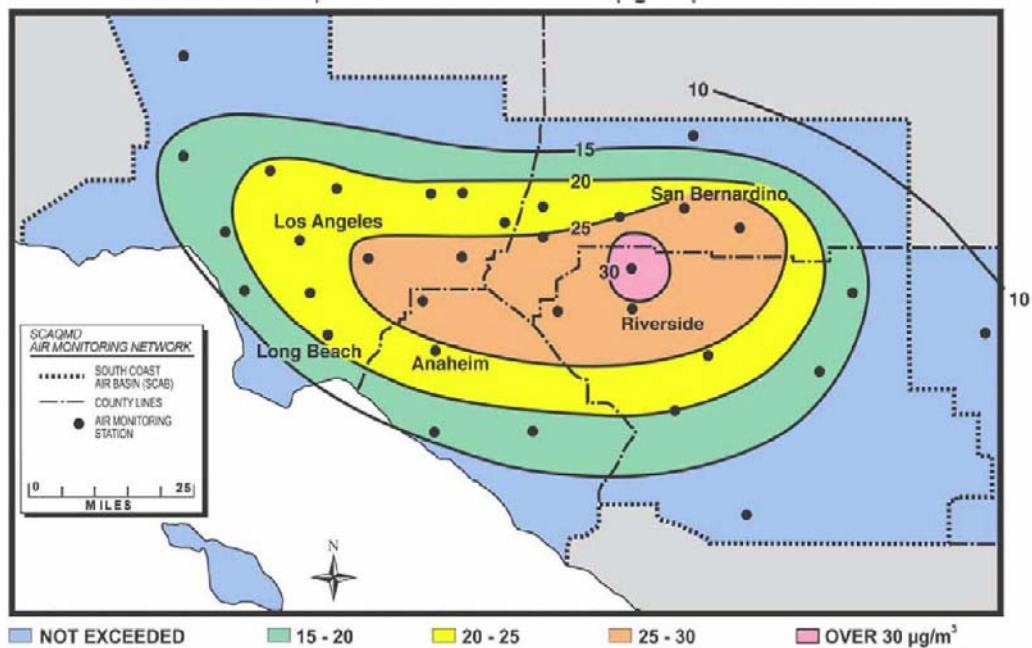 10
15
20
San Bernardino
Los Angeles
25
30
10
Riverside
Long Beach
Anaheim
SCAQMD
AIR MONITORING NETWORK
SOUTH COAST
AIR BASIN (SCAB)
COUNTY LINES
AIR MONITORING
STATION
0 25
MILES
N
NOT EXCEEDED 15 - 20 20 - 25 25 - 30 OVER 30 µg/m³